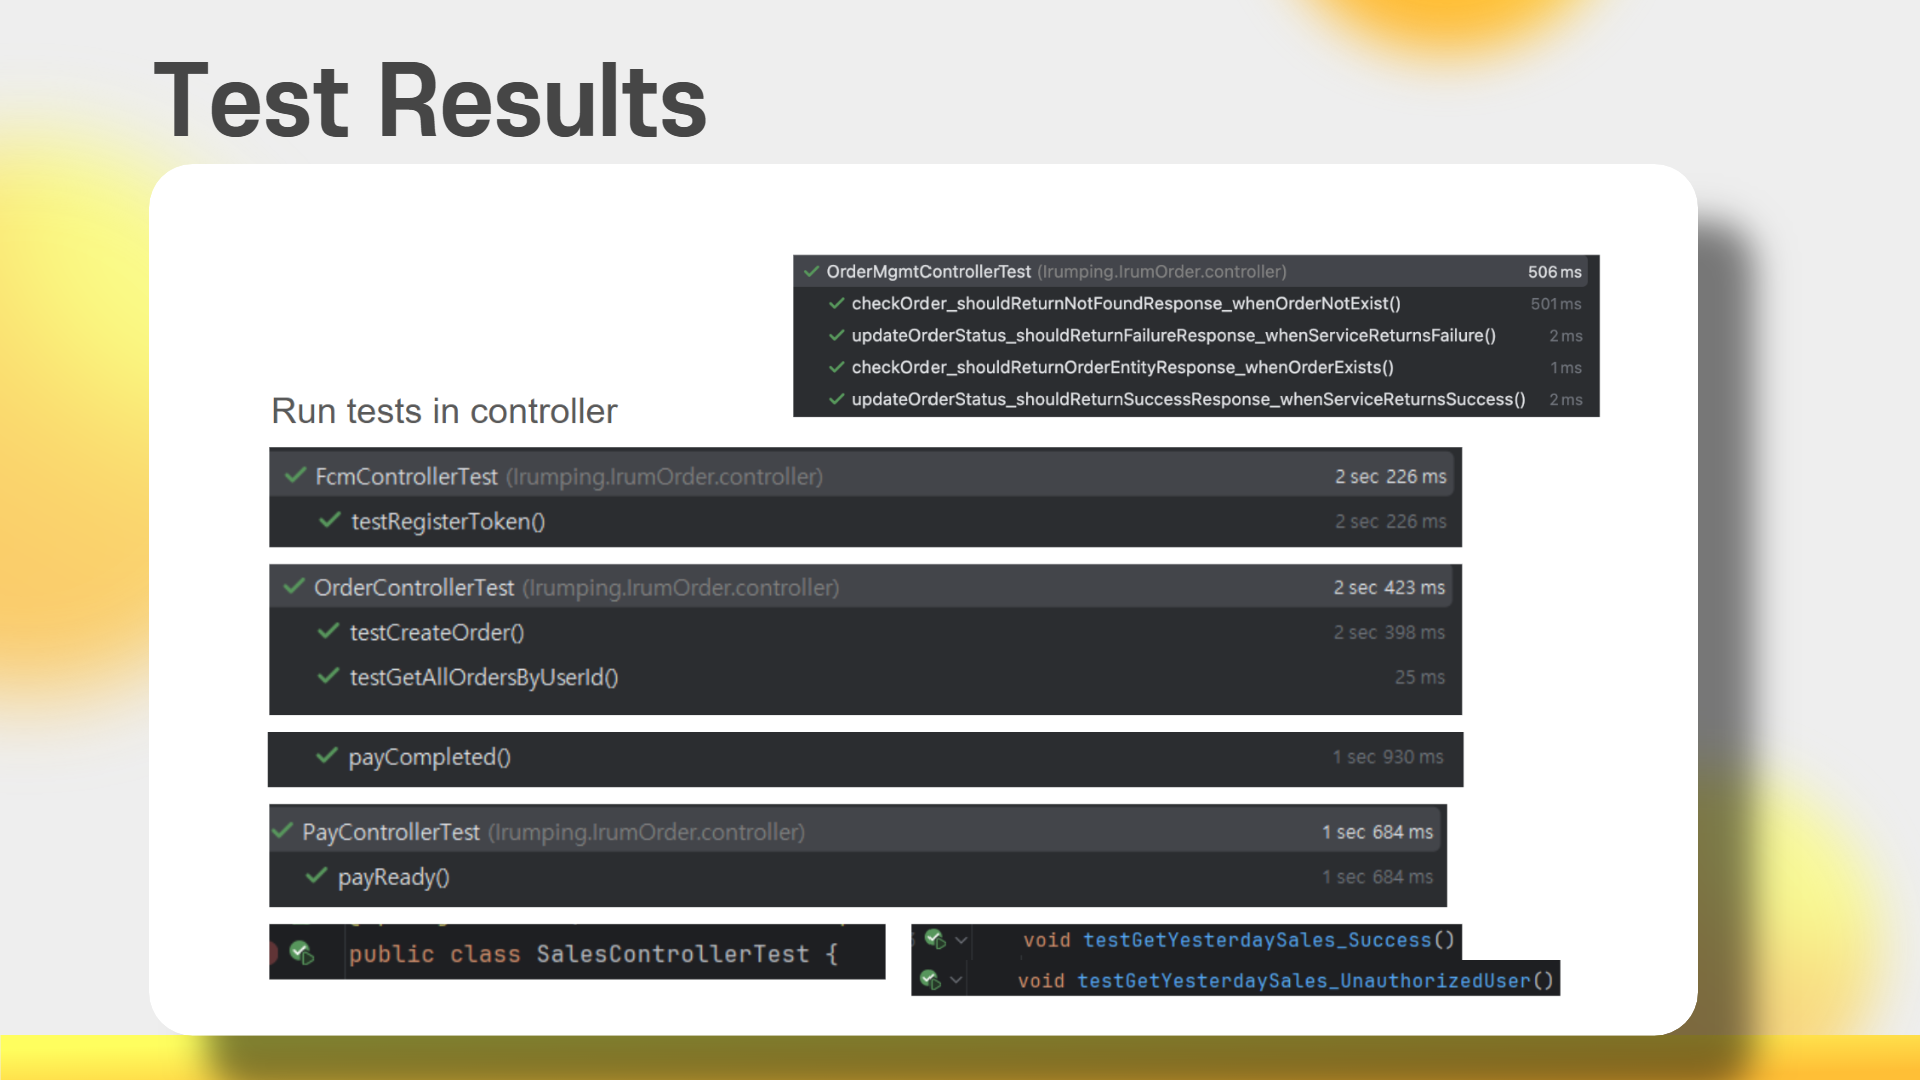 Test Results
OrderMgmtControllerTest (Irumping.IrumOrder.controller) 506 ms
checkOrder_shouldReturnNotFoundResponse_whenOrderNotExist() 501 ms
updateOrderStatus_shouldReturnFailureResponse_whenServiceReturnsFailure() 2 ms
checkOrder_shouldReturnOrderEntityResponse_whenOrderExists() 1 ms
updateOrderStatus_shouldReturnSuccessResponse_whenServiceReturnsSuccess() 2 ms
Run tests in controller
FcmControllerTest (Irumping.IrumOrder.controller) 2 sec 226 ms
testRegisterToken() 2 sec 226 ms
OrderControllerTest (Irumping.IrumOrder.controller) 2 sec 423 ms
testCreateOrder() 2 sec 398 ms
testGetAllOrdersByUserId() 25 ms
payCompleted() 1 sec 930 ms
PayControllerTest (Irumping.IrumOrder.controller) 1 sec 684 ms
payReady() 1 sec 684 ms
public class SalesControllerTest {
void testGetYesterdaySales_Success()
void testGetYesterdaySales_UnauthorizedUser()